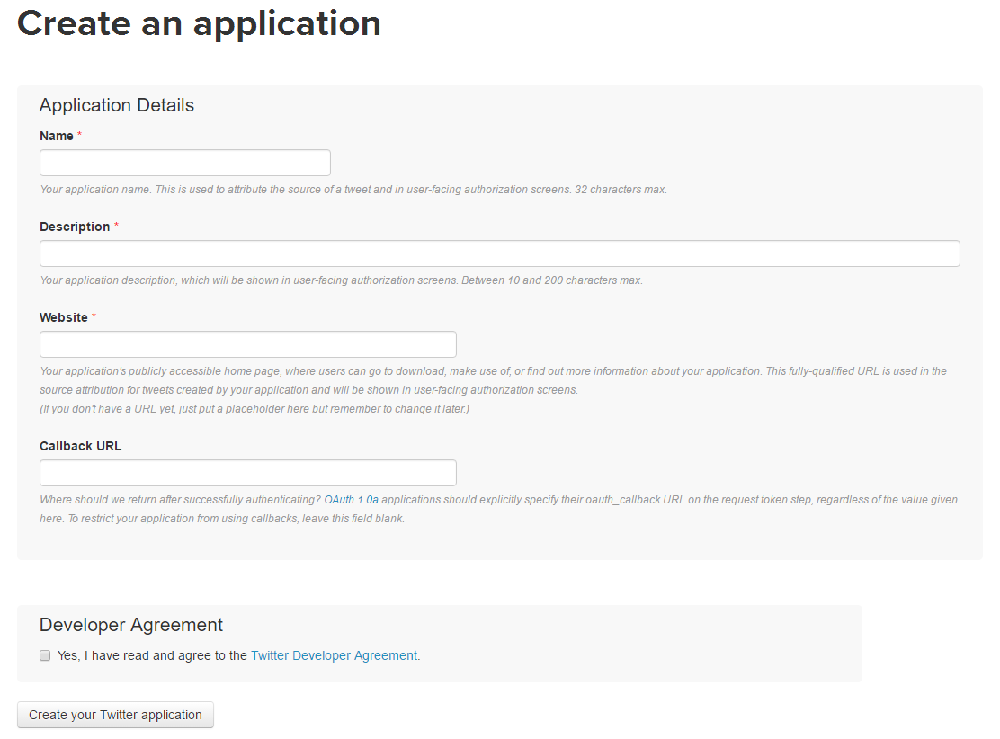 Create an application
Application Details
Name *
Your application name. This is used to attribute the source of a tweet and in user-facing authorization screens. 32 characters max.
Description *
Your application description, which will be shown in user-facing authorization screens. Between 10 and 200 characters max.
Website *
Your application's publicly accessible home page, where users can go to download, make use of, or find out more information about your application. This fully-qualified URL is used in the
source attribution for tweets created by your application and will be shown in user-facing authorization screens.
(If you don't have a URL yet, just put a placeholder here but remember to change it later.)
Callback URL
Where should we return after successfully authenticating? OAuth 1.0a applications should explicitly specify their oauth_callback URL on the request token step, regardless of the value given
here. To restrict your application from using callbacks, leave this field blank.
Developer Agreement
Yes, I have read and agree to the Twitter Developer Agreement.
Create your Twitter application